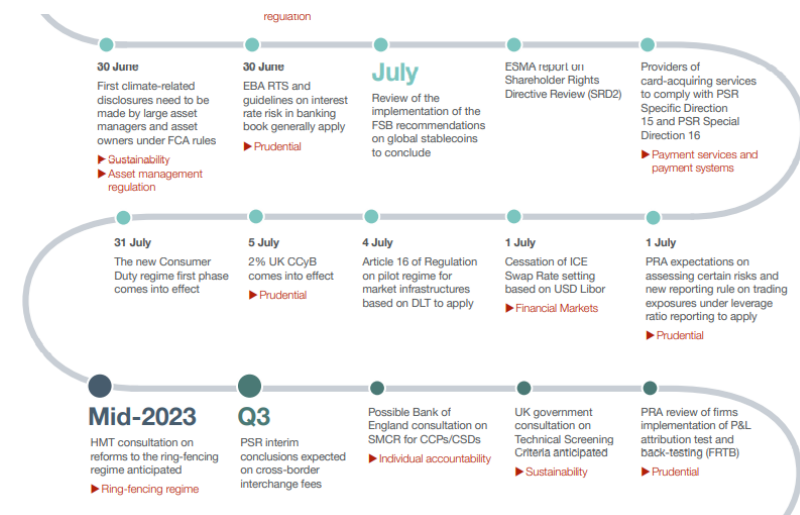 regulation
30 June
First climate-related
disclosures need to be
made by large asset
managers and asset
owners under FCA rules
▶ Sustainability
▶ Asset management
regulation
30 June
EBA RTS and
guidelines on interest
rate risk in banking
book generally apply
▶ Prudential
July
Review of the
implementation of the
FSB recommendations
on global stablecoins
to conclude
ESMA report on
Shareholder Rights
Directive Review (SRD2)
Providers of
card-acquiring services
to comply with PSR
Specific Direction
15 and PSR Special
Direction 16
▶ Payment services and
payment systems
31 July
The new Consumer
Duty regime first phase
comes into effect
5 July
2% UK CCyB
comes into effect
▶ Prudential
4 July
Article 16 of Regulation
on pilot regime for
market infrastructures
based on DLT to apply
1 July
Cessation of ICE
Swap Rate setting
based on USD Libor
▶ Financial Markets
1 July
PRA expectations on
assessing certain risks and
new reporting rule on trading
exposures under leverage
ratio reporting to apply
▶ Prudential
Mid-2023
HMT consultation on
reforms to the ring-fencing
regime anticipated
▶ Ring-fencing regime
Q3
PSR interim
conclusions expected
on cross-border
interchange fees
Possible Bank of
England consultation on
SMCR for CCPs/CSDs
▶ Individual accountability
UK government
consultation on
Technical Screening
Criteria anticipated
▶ Sustainability
PRA review of firms
implementation of P&L
attribution test and
back-testing (FRTB)
▶ Prudential